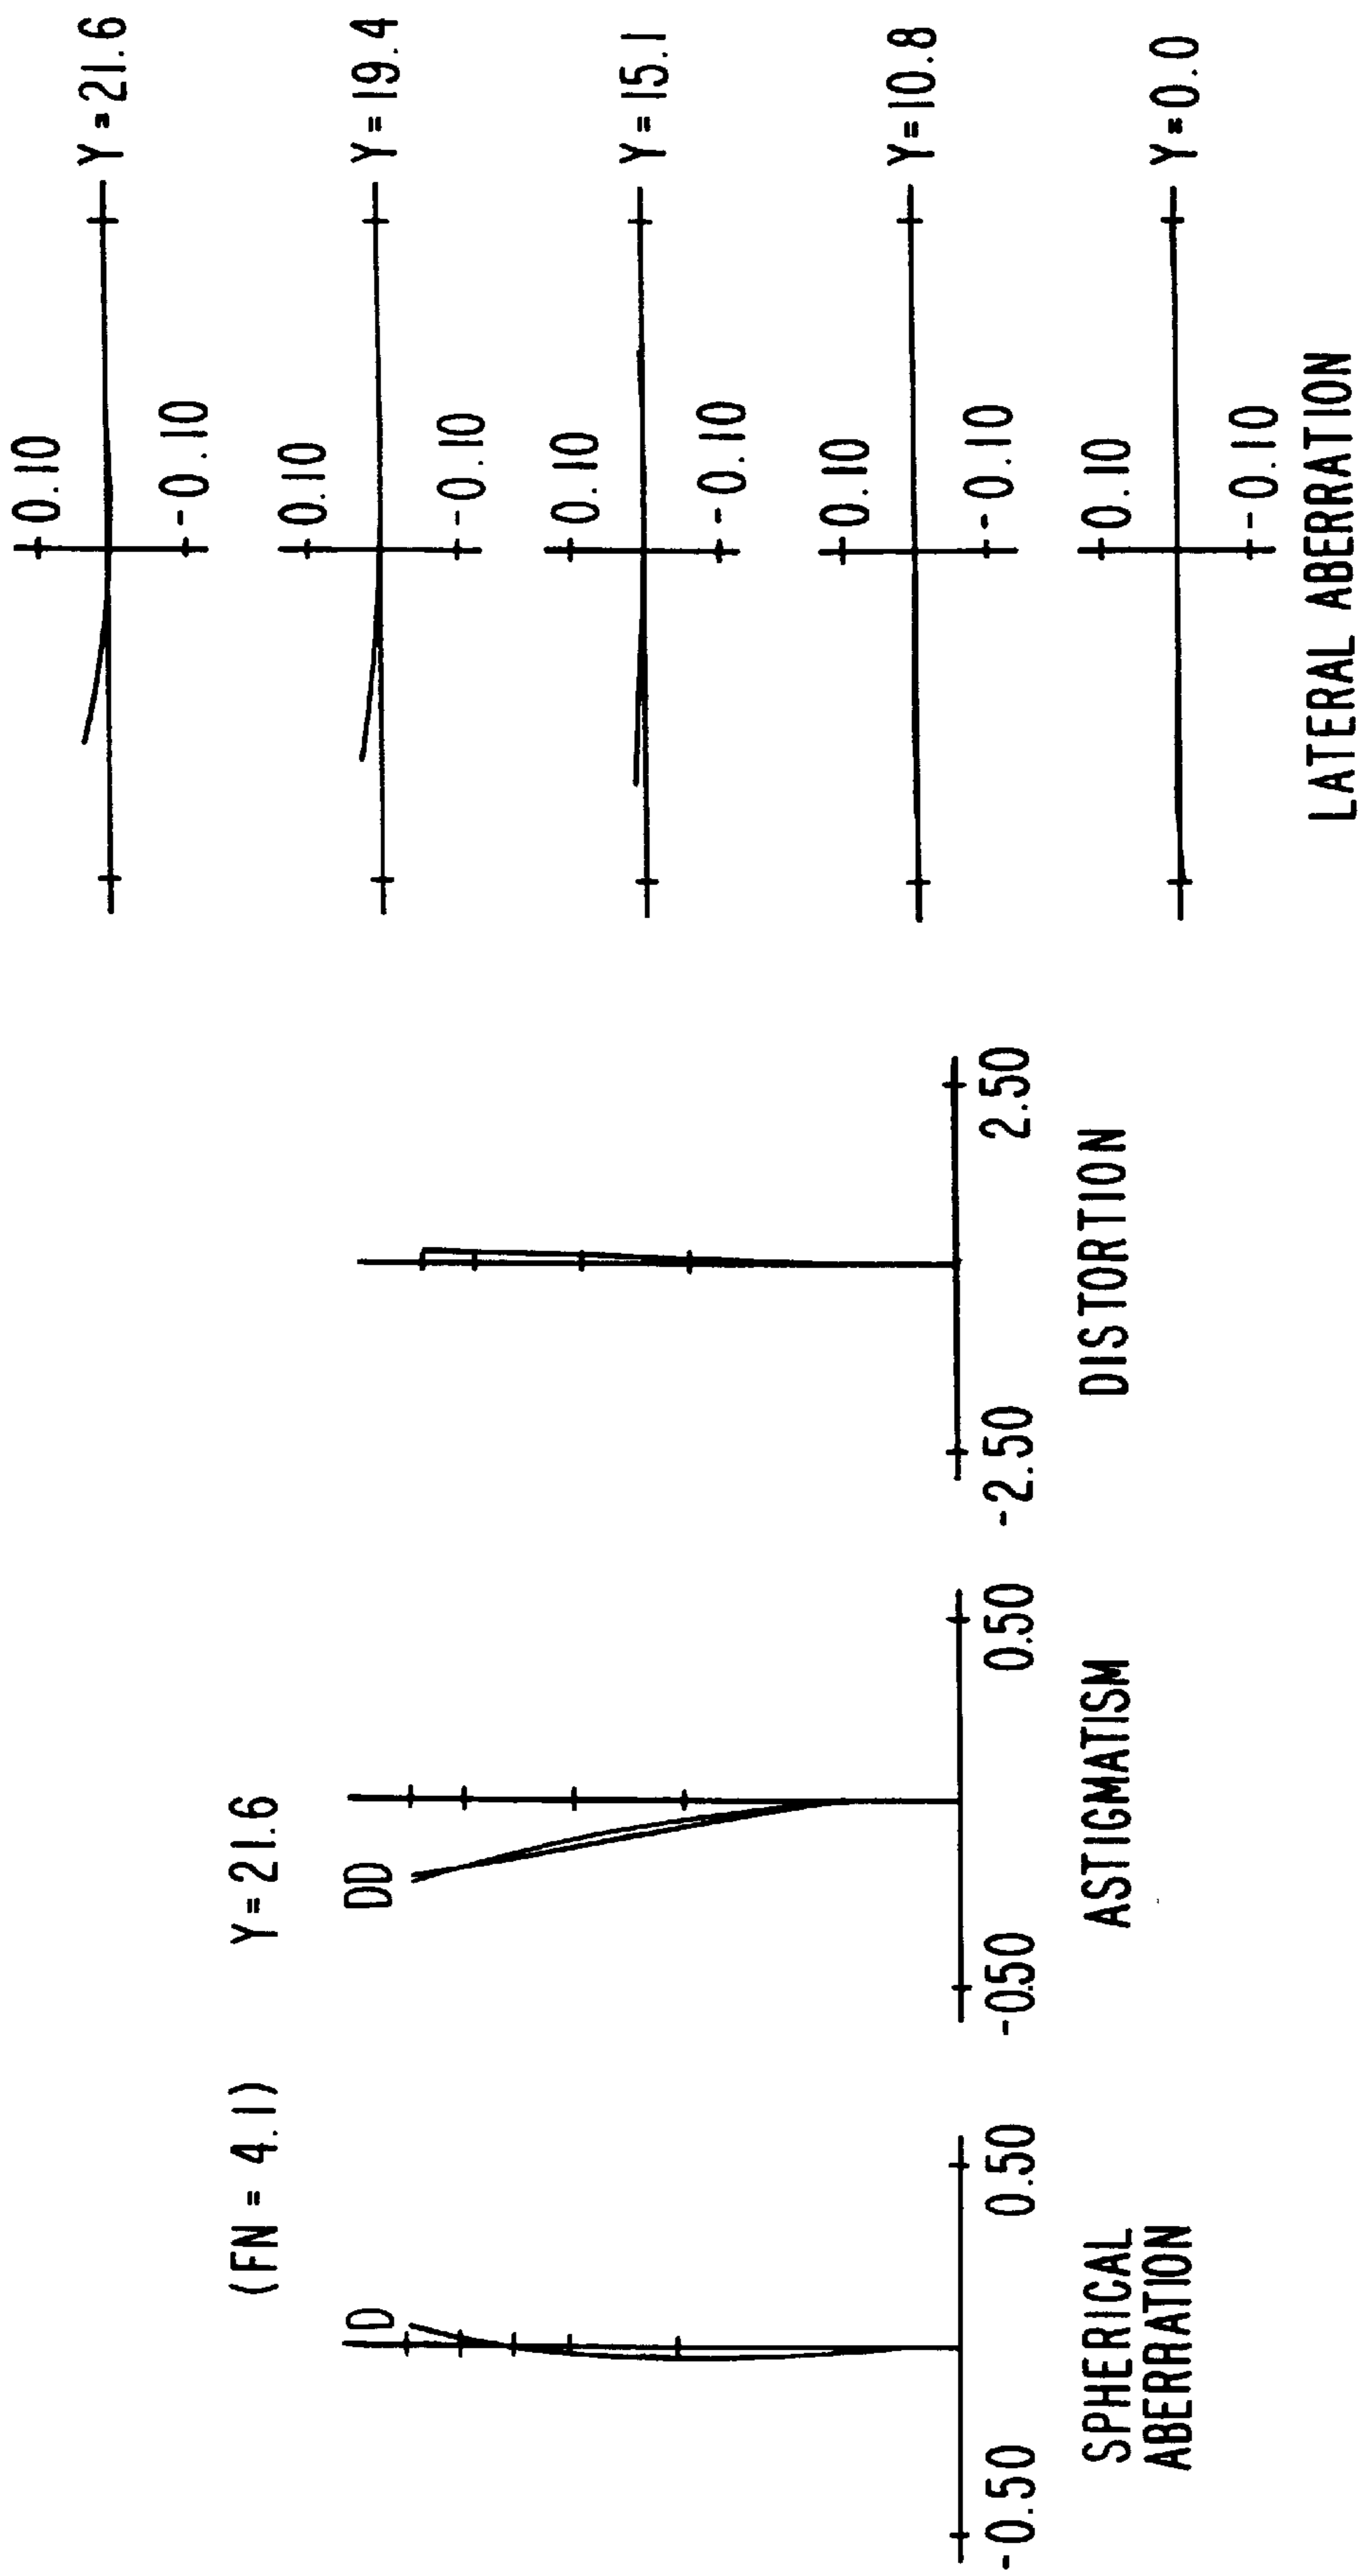 (FN = 4.1)
Y=21.6
D
DD
-0.50
0.50
SPHERICAL
ABERRATION
-0.50
0.50
ASTIGMATISM
-2.50
2.50
DISTORTION
0.10
-0.10
Y=21.6
0.10
-0.10
Y=19.4
0.10
-0.10
Y=15.1
0.10
-0.10
Y=10.8
0.10
-0.10
Y=0.0
LATERAL ABERRATION